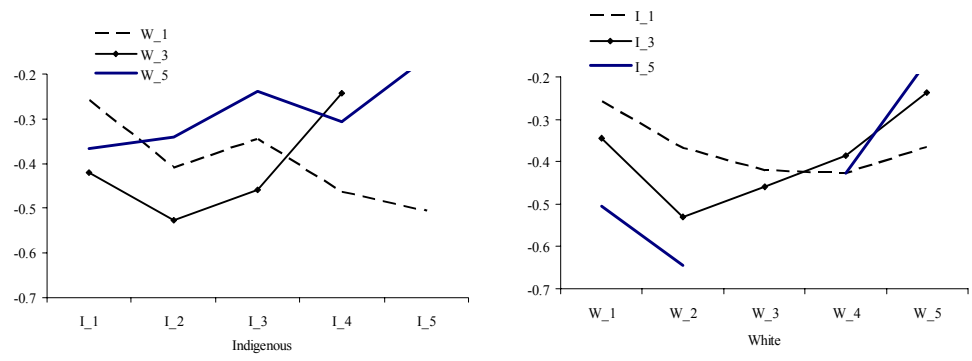 W_1
W_3
W_5
-0.2
-0.3
-0.4
-0.5
-0.6
-0.7
I_1 I_2 I_3 I_4 I_5
Indigenous
I_1
I_3
I_5
-0.2
-0.3
-0.4
-0.5
-0.6
-0.7
W_1 W_2 W_3 W_4 W_5
White